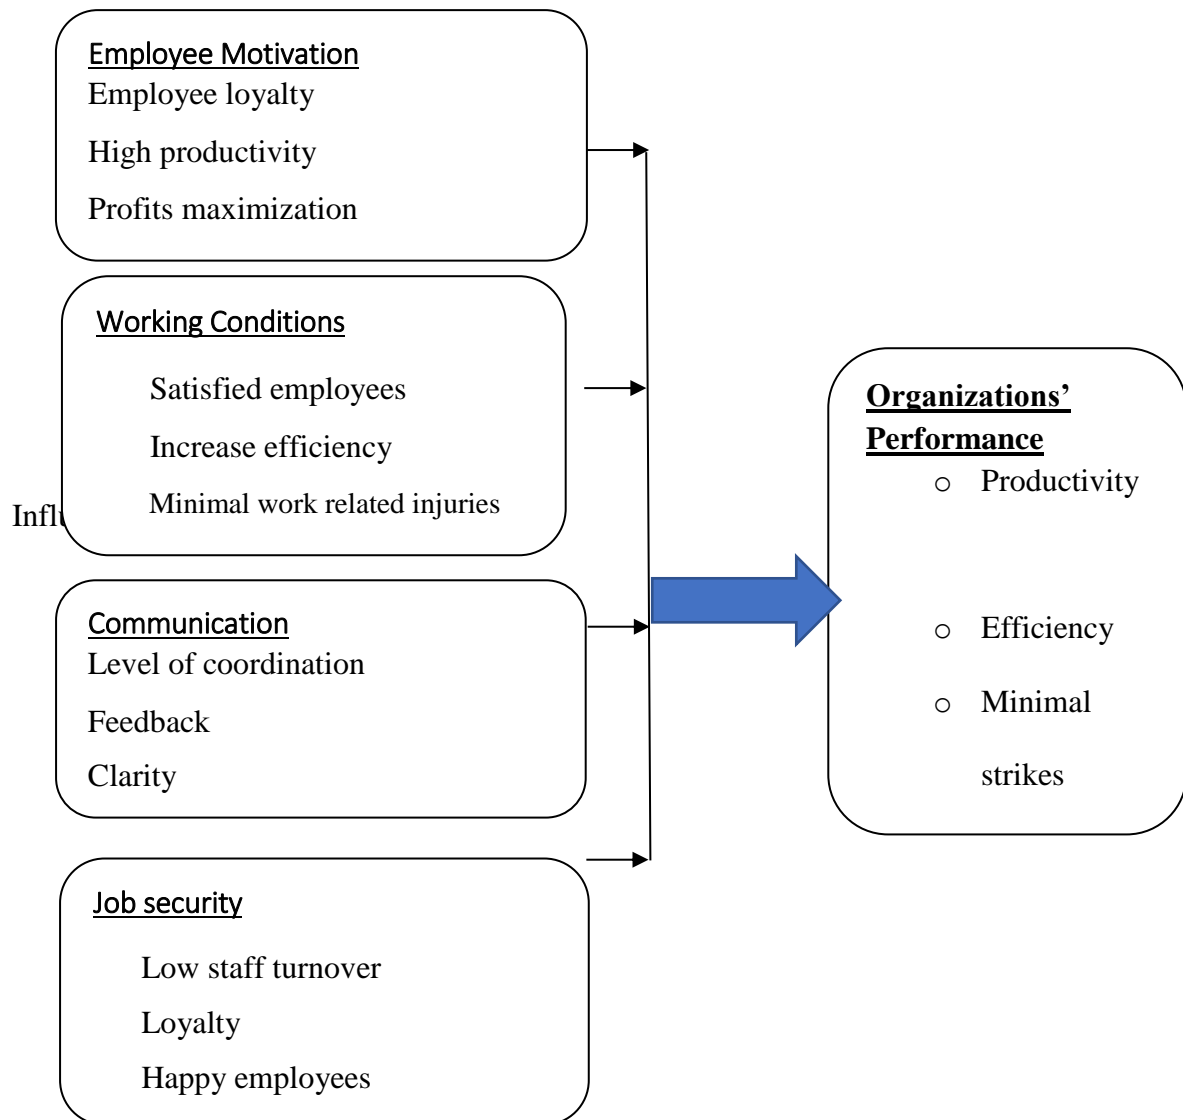 Employee Motivation
Employee loyalty
High productivity
Profits maximization
Working Conditions
Satisfied employees
Increase efficiency
Minimal work related injuries
Communication
Level of coordination
Feedback
Clarity
Job security
Low staff turnover
Loyalty
Happy employees
Organizations’
Performance
o Productivity
o Efficiency
o Minimal
strikes